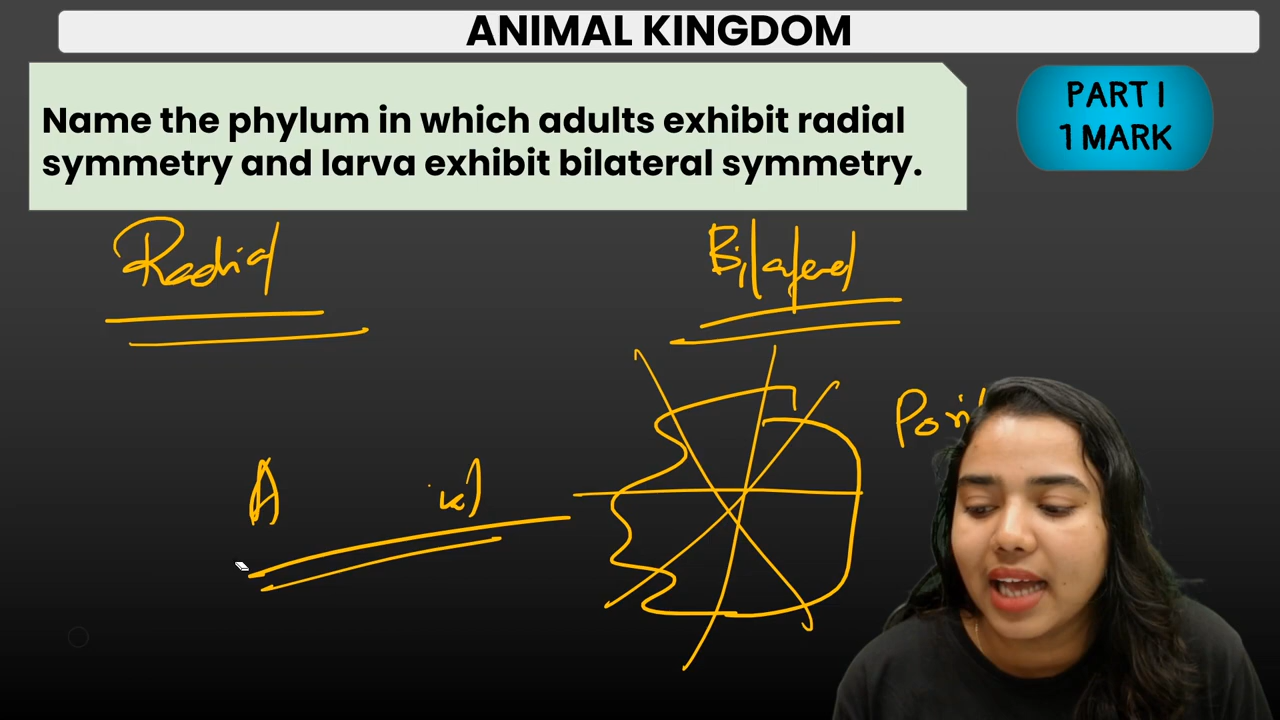 ANIMAL KINGDOM
Name the phylum in which adults exhibit radial
symmetry and larva exhibit bilateral symmetry.
PART I
1 MARK
Radial
Bilateral